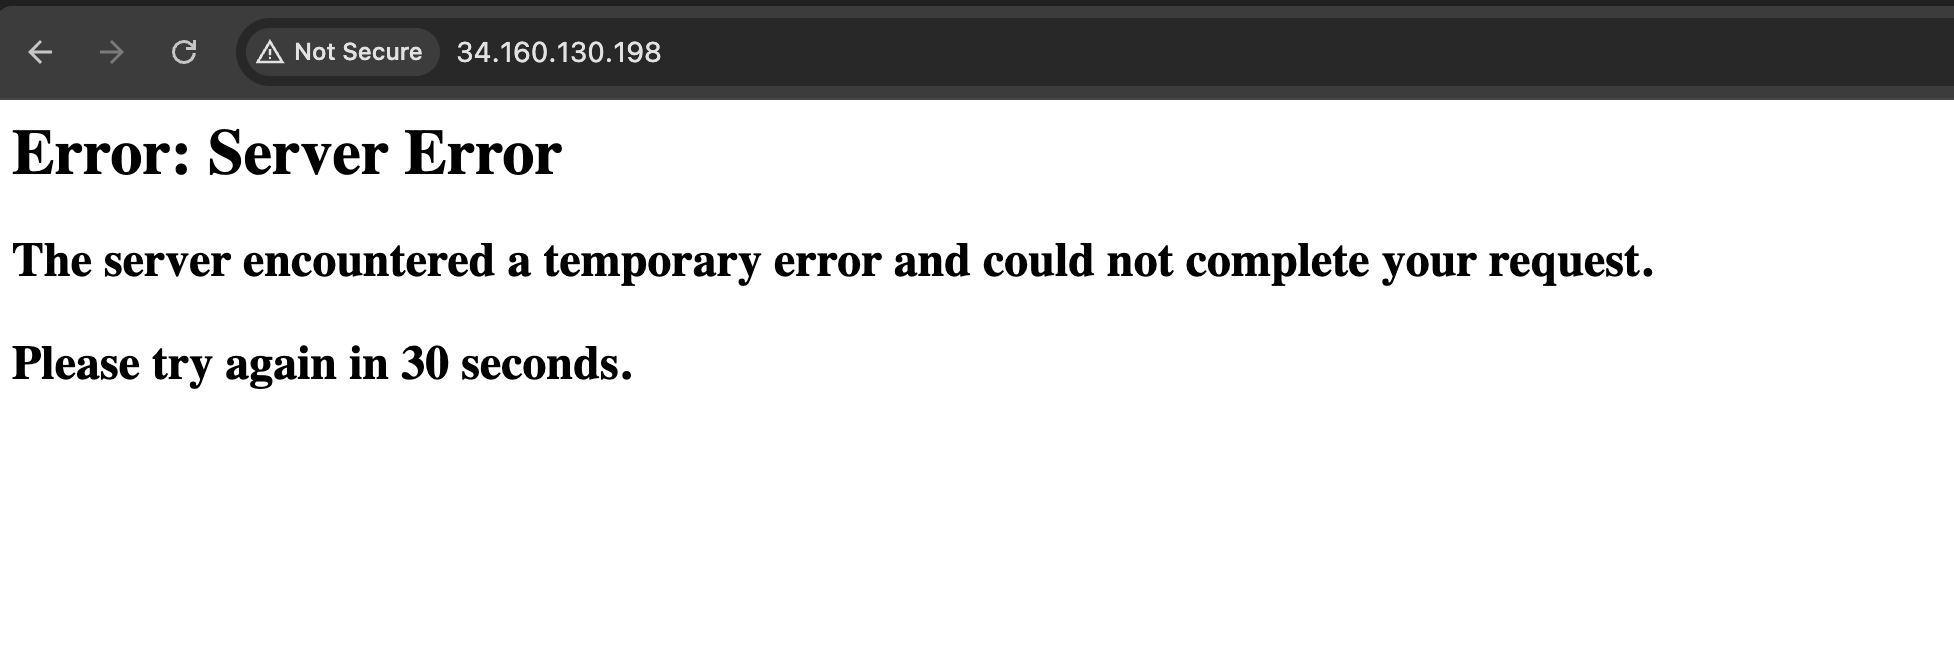 Not Secure 34.160.130.198
Error: Server Error
The server encountered a temporary error and could not complete your request.
Please try again in 30 seconds.